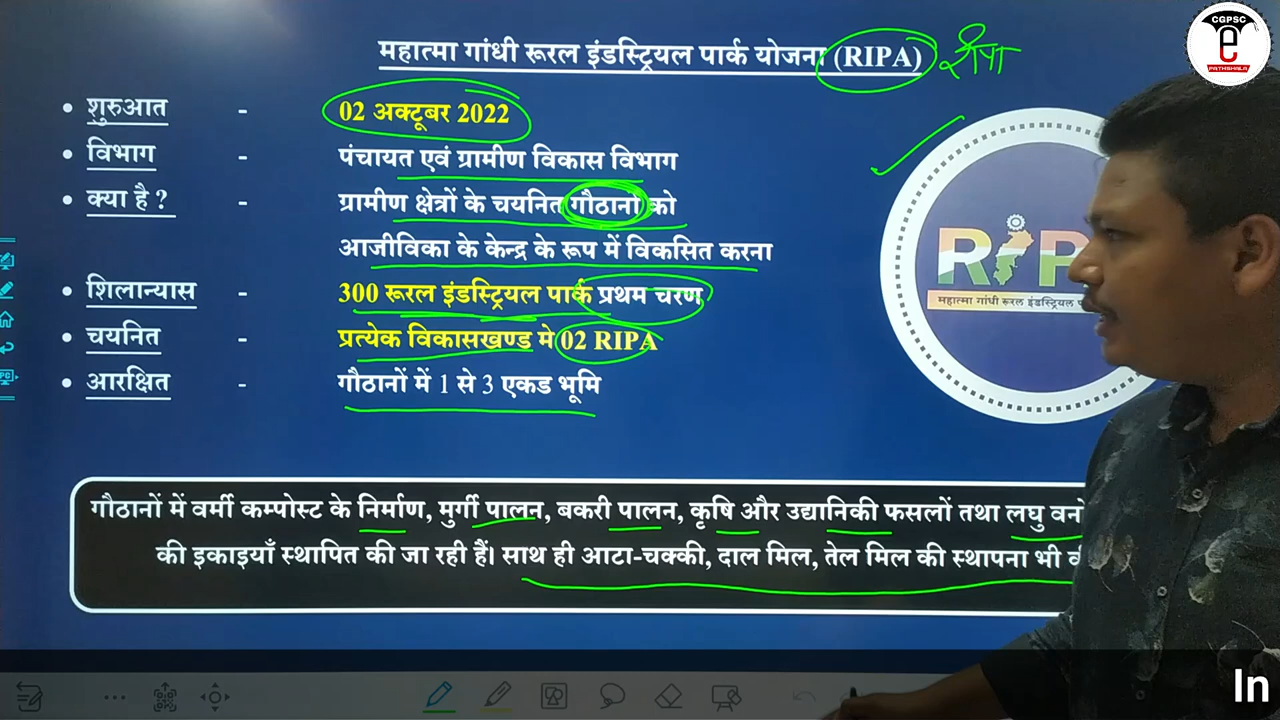 CGPSC
e
PATHSHALA
महात्मा गांधी रूरल इंडस्ट्रियल पार्क योजना (RIPA) रीपा
• शुरुआत - 02 अक्टूबर 2022
• विभाग - पंचायत एवं ग्रामीण विकास विभाग
• क्या है ? - ग्रामीण क्षेत्रों के चयनित गौठानो को
आजीविका के केन्द्र के रूप में विकसित करना
• शिलान्यास - 300 रूरल इंडस्ट्रियल पार्क प्रथम चरण
• चयनित - प्रत्येक विकासखण्ड मे 02 RIPA
• आरक्षित - गौठानों में 1 से 3 एकड भूमि
RIP
महात्मा गांधी रूरल इंडस्ट्रियल
गौठानों में वर्मी कम्पोस्ट के निर्माण, मुर्गी पालन, बकरी पालन, कृषि और उद्यानिकी फसलों तथा लघु
की इकाइयाँ स्थापित की जा रही हैं। साथ ही आटा-चक्की, दाल मिल, तेल मिल की स्थापना भी
In